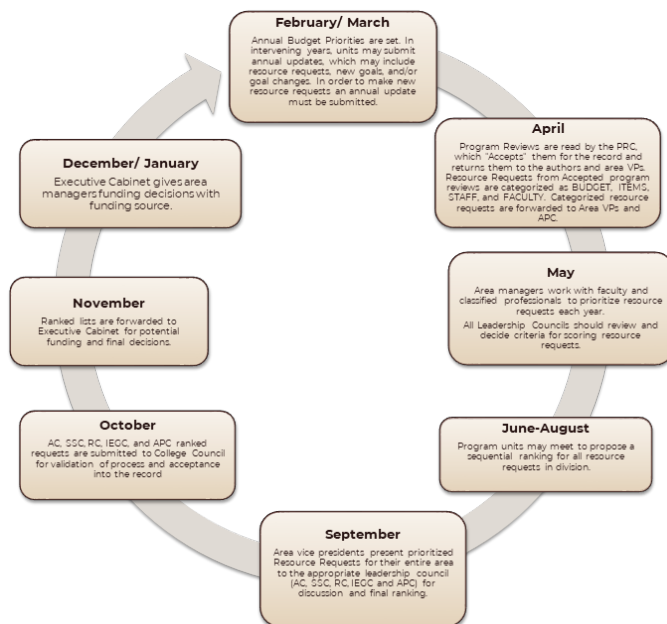 February/ March
Annual Budget Priorities are set. In
intervening years, units may submit
annual updates, which may include
resource requests, new goals, and/or
goal changes. In order to make new
resource requests an annual update
must be submitted.
April
Program Reviews are read by the PRC,
which "Accepts" them for the record and
returns them to the authors and area VPs.
Resource Requests from Accepted program
reviews are categorized as BUDGET, ITEMS,
STAFF, and FACULTY. Categorized resource
requests are forwarded to Area VPs and
APC.
May
Area managers work with faculty and
classified professionals to prioritize resource
requests each year.
All Leadership Councils should review and
decide criteria for scoring resource
requests.
June-August
Program units may meet to propose a
sequential ranking for all resource
requests in division.
September
Area vice presidents present prioritized
Resource Requests for their entire area
to the appropriate leadership council
(AC, SSC, RC, IEGC and APC) for
discussion and final ranking.
October
AC, SSC, RC, IEGC, and APC ranked
requests are submitted to College Council
for validation of process and acceptance
into the record
November
Ranked lists are forwarded to
Executive Cabinet for potential
funding and final decisions.
December/ January
Executive Cabinet gives area
managers funding decisions with
funding source.